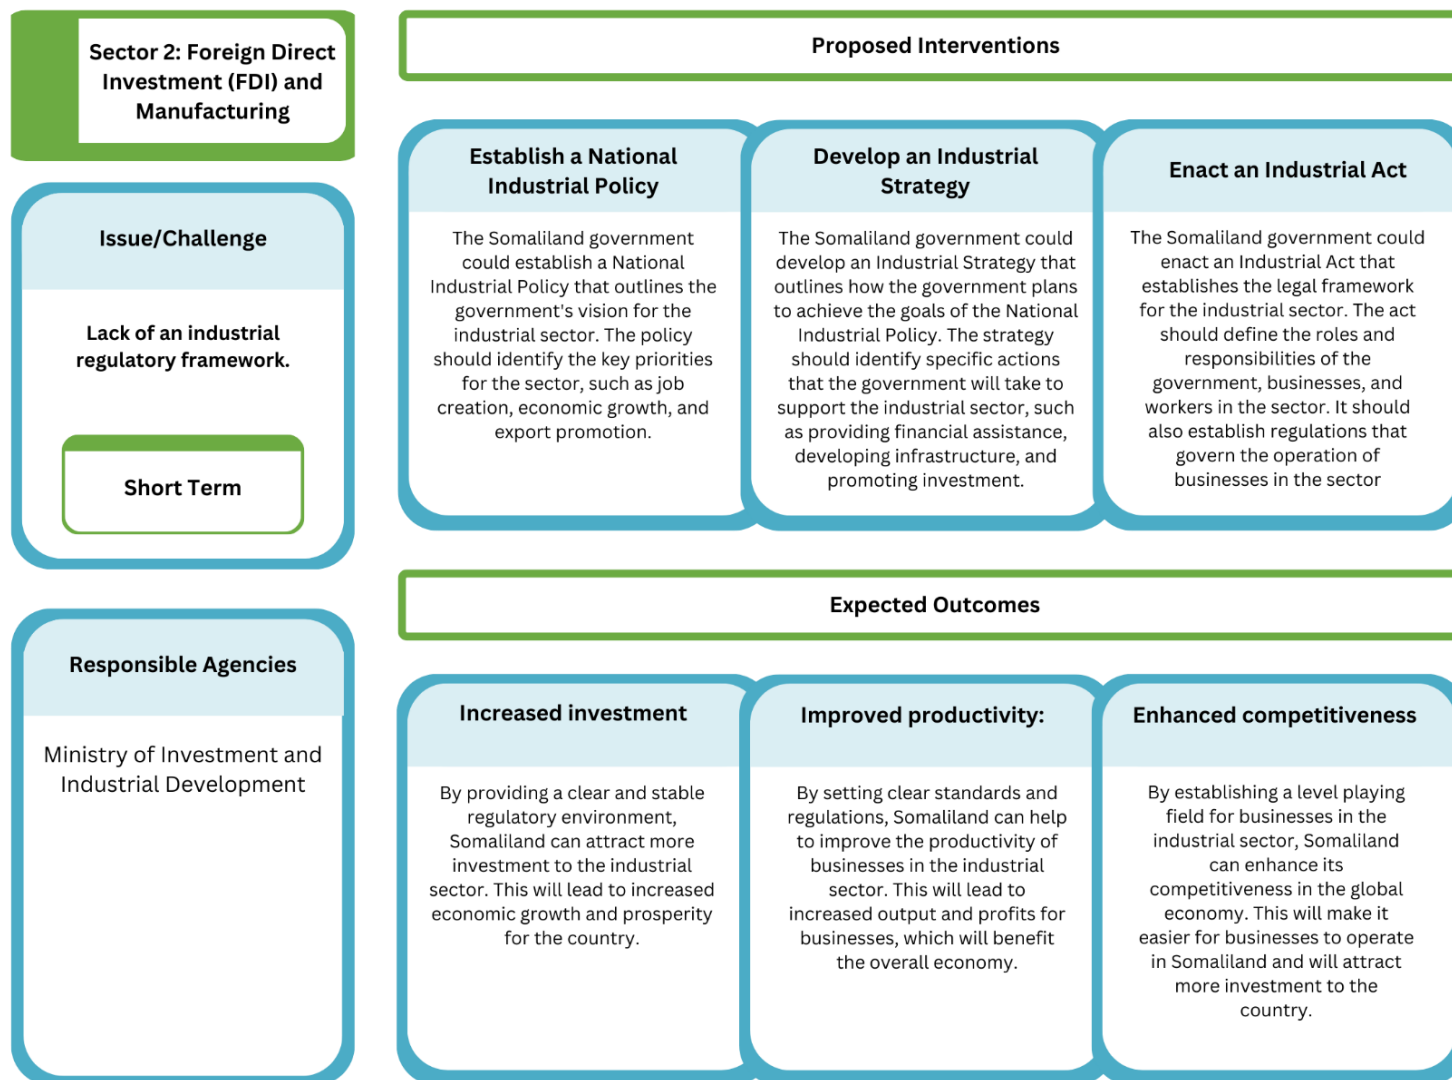 Sector 2: Foreign Direct
Investment (FDI) and
Manufacturing
Issue/Challenge
Lack of an industrial
regulatory framework.
Short Term
Responsible Agencies
Ministry of Investment and
Industrial Development
Proposed Interventions
Establish a National
Industrial Policy
The Somaliland government
could establish a National
Industrial Policy that outlines the
government's vision for the
industrial sector. The policy
should identify the key priorities
for the sector, such as job
creation, economic growth, and
export promotion.
Develop an Industrial
Strategy
The Somaliland government could
develop an Industrial Strategy that
outlines how the government plans
to achieve the goals of the National
Industrial Policy. The strategy
should identify specific actions
that the government will take to
support the industrial sector, such
as providing financial assistance,
developing infrastructure, and
promoting investment.
Enact an Industrial Act
The Somaliland government could
enact an Industrial Act that
establishes the legal framework
for the industrial sector. The act
should define the roles and
responsibilities of the
government, businesses, and
workers in the sector. It should
also establish regulations that
govern the operation of
businesses in the sector
Expected Outcomes
Increased investment
By providing a clear and stable
regulatory environment,
Somaliland can attract more
investment to the industrial
sector. This will lead to increased
economic growth and prosperity
for the country.
Improved productivity:
By setting clear standards and
regulations, Somaliland can help
to improve the productivity of
businesses in the industrial
sector. This will lead to
increased output and profits for
businesses, which will benefit
the overall economy.
Enhanced competitiveness
By establishing a level playing
field for businesses in the
industrial sector, Somaliland
can enhance its
competitiveness in the global
economy. This will make it
easier for businesses to operate
in Somaliland and will attract
more investment to the
country.